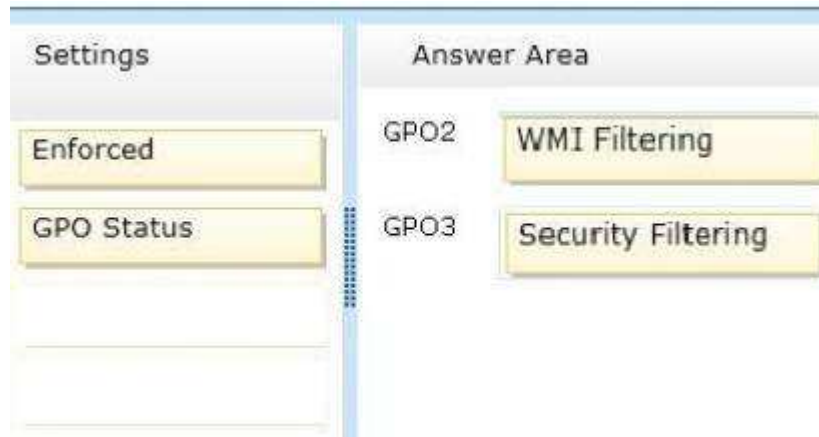 Settings
Answer Area
Enforced
GPO Status
GPO2
WMI Filtering
GPO3
Security Filtering